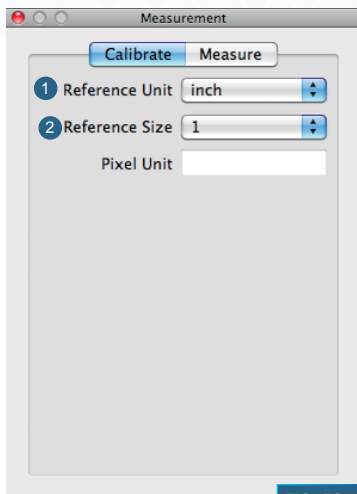 Measurement
Calibrate Measure
1 Reference Unit inch
2 Reference Size 1
Pixel Unit